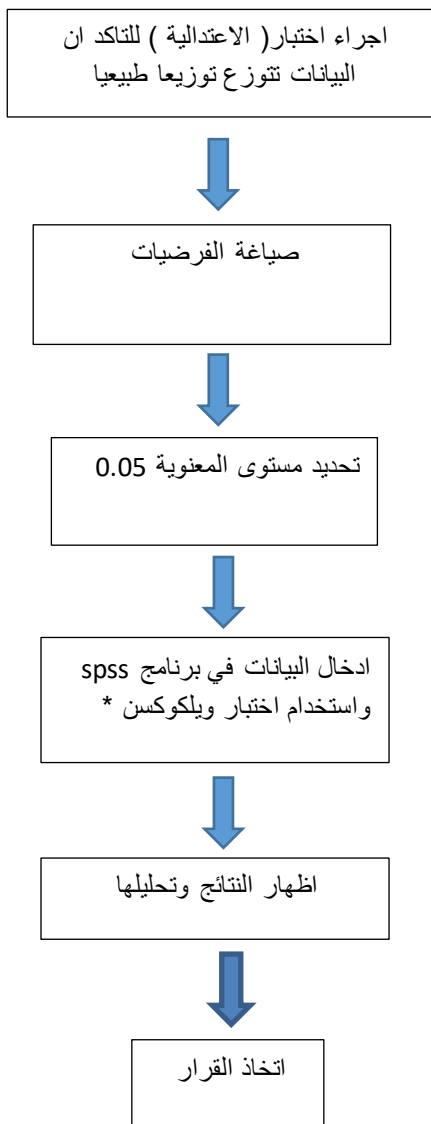 اجراء اختبار( الاعتدالية ) للتاكد ان
البيانات تتوزع توزيعا طبيعيا
صياغة الفرضيات
تحديد مستوى المعنوية 0.05
ادخال البيانات في برنامج spss
واستخدام اختبار ويلكوكسن *
اظهار النتائج وتحليلها
اتخاذ القرار